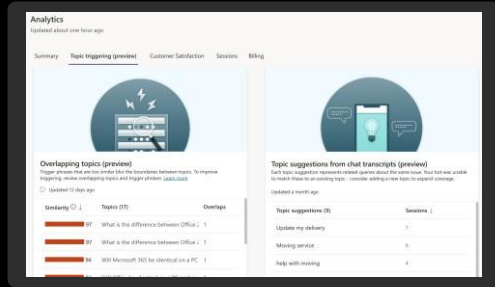 Analytics
Updated about one hour ago
Summary Topic triggering (preview) Customer Satisfaction Sessions Billing
Overlapping topics (preview)
Trigger phrases that are too similar blur the boundaries between topics. To improve
triggering, review overlapping topics and trigger phrases. Learn more
Updated 12 days ago
Similarity Topics (17) Overlaps
97 What is the difference between Office 1
97 What is the difference between Office 1
96 Will Microsoft 365 be identical on a PC 1
Topic suggestions from chat transcripts (preview)
Each topic suggestion represents related queries about the same issue. Your bot was unable
to match these to an existing topic - consider adding a new topic to expand coverage.
Updated a month ago
Topic suggestions (9) Sessions
Update my delivery
Moving service 6
help with moving 4